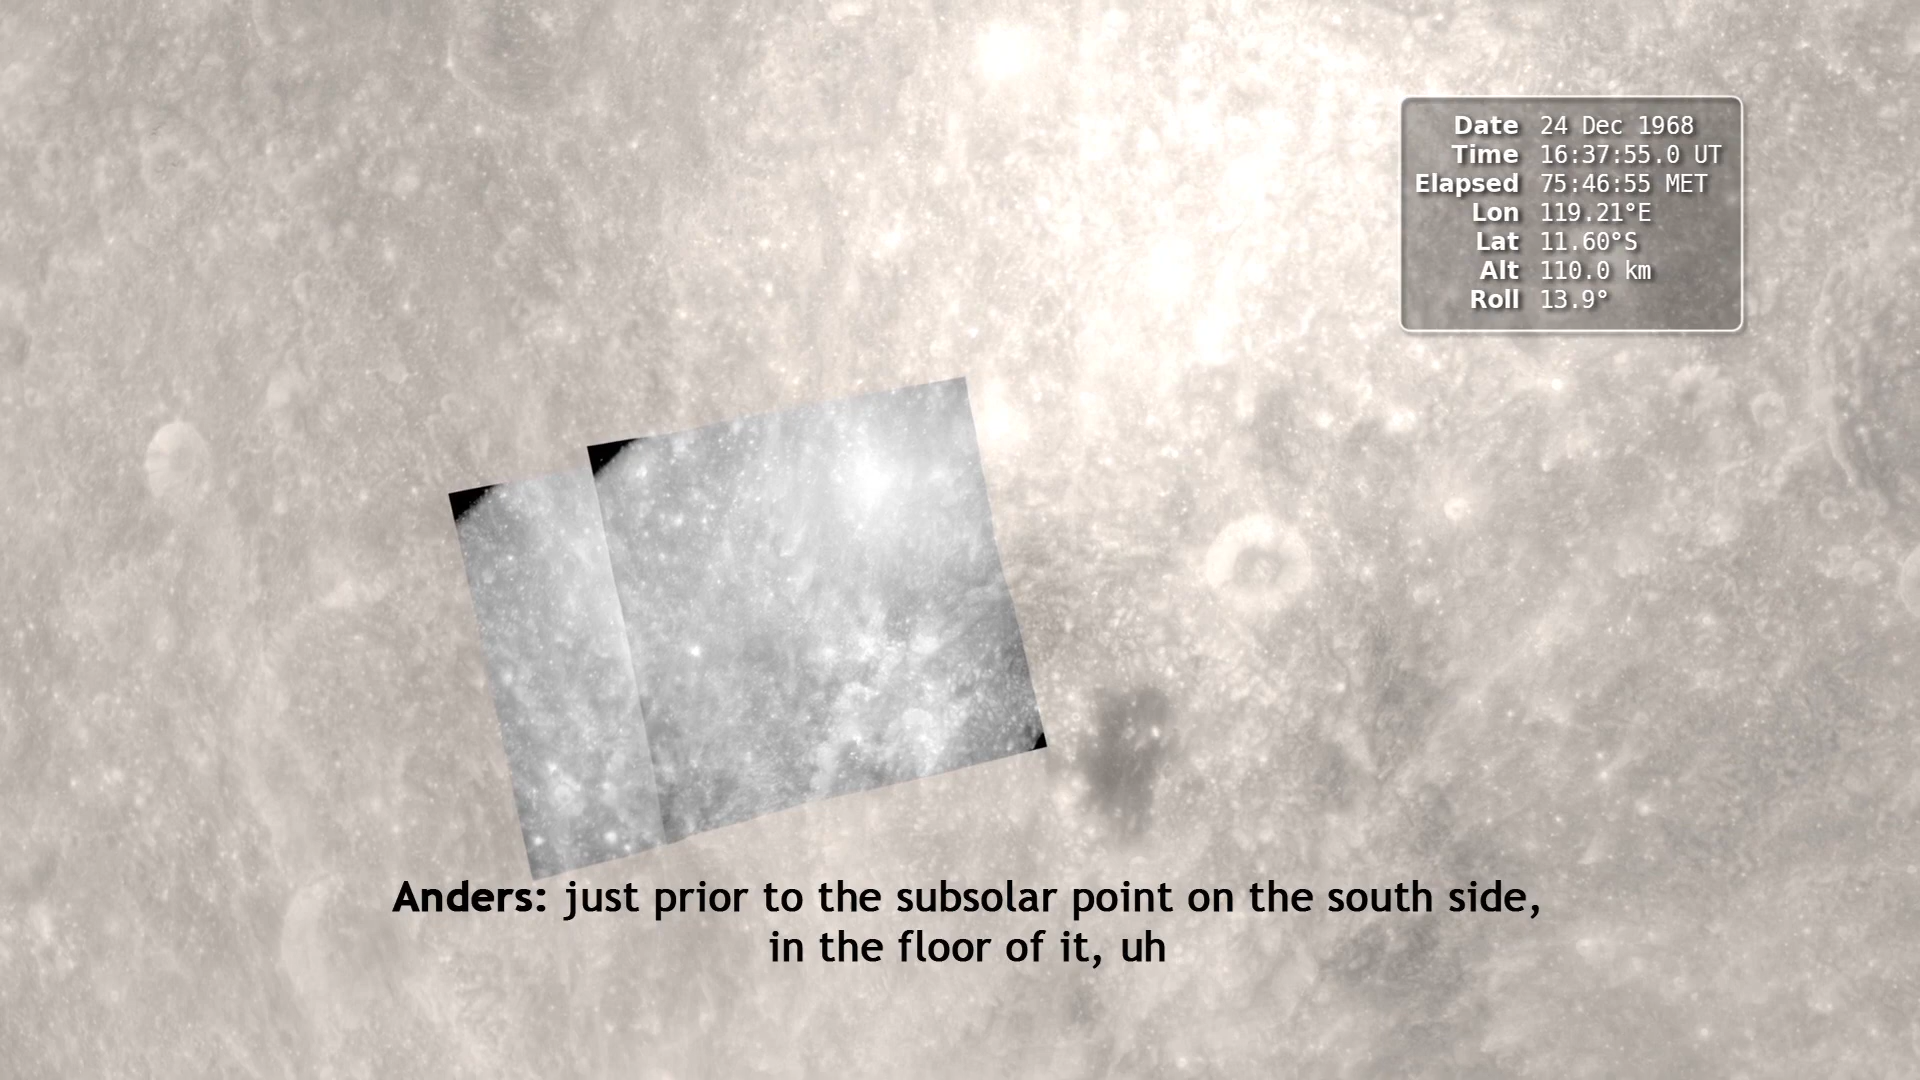 Date 24 Dec 1968
Time 16:37:55.0 UT
Elapsed 75:46:55 MET
Lon 119.21°E
Lat 11.60°S
Alt 110.0 km
Roll 13.9°
Anders: just prior to the subsolar point on the south side,
in the floor of it, uh